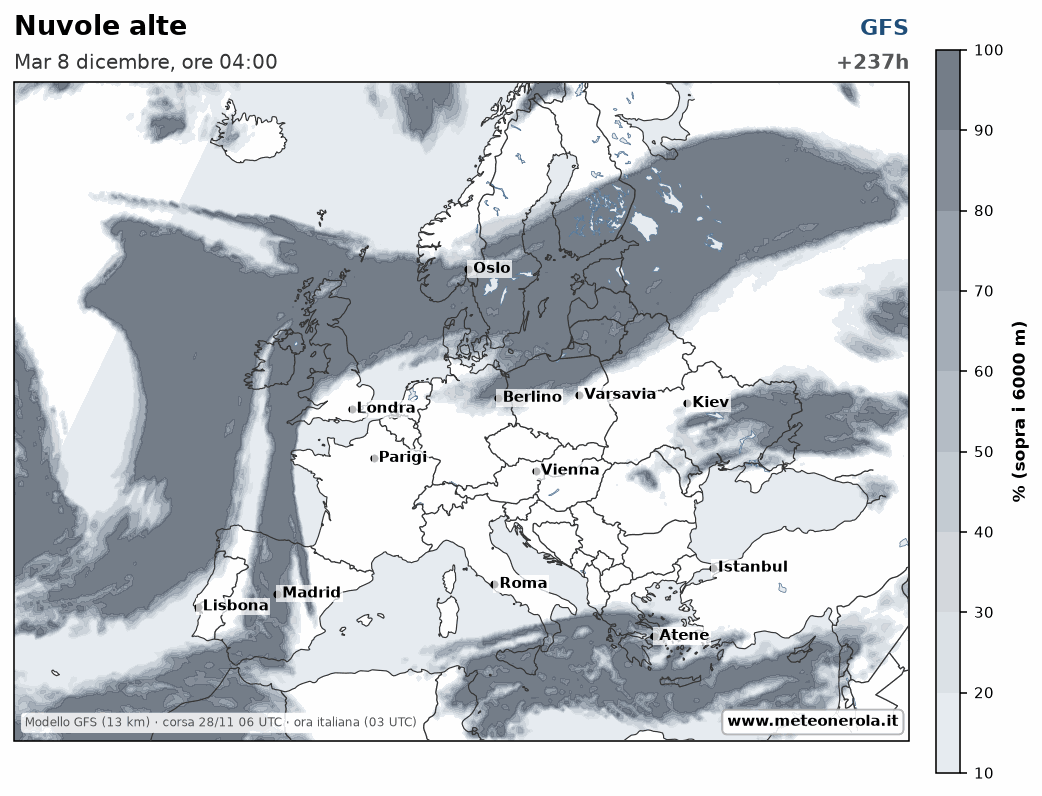 Nuvole alte
GFS
Mar 8 dicembre, ore 04:00
+237h
Oslo
Berlino
Varsavia
Kiev
Londra
Parigi
Vienna
Istanbul
Roma
Madrid
Lisbona
Atene
Modello GFS (13 km) · corsa 28/11 06 UTC · ora italiana (03 UTC)
www.meteonerola.it
100
90
80
70
60
50
40
30
20
10
% (sopra i 6000 m)